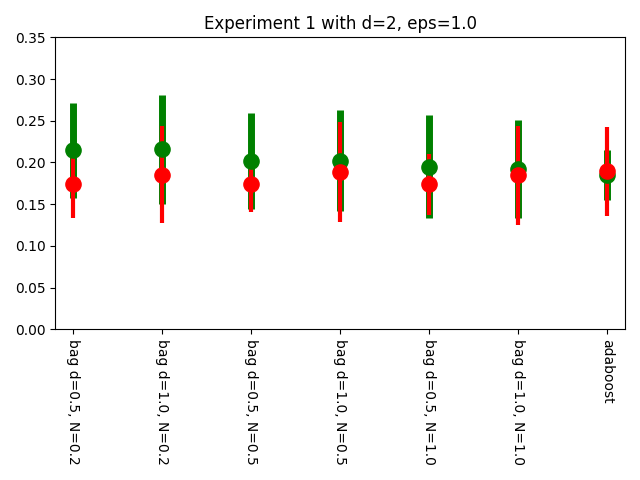 Experiment 1 with d=2, eps=1.0
0.35
0.30
0.25
0.20
0.15
0.10
0.05
0.00
bag d=0.5, N=0.2
bag d=1.0, N=0.2
bag d=0.5, N=0.5
bag d=1.0, N=0.5
bag d=0.5, N=1.0
bag d=1.0, N=1.0
adaboost